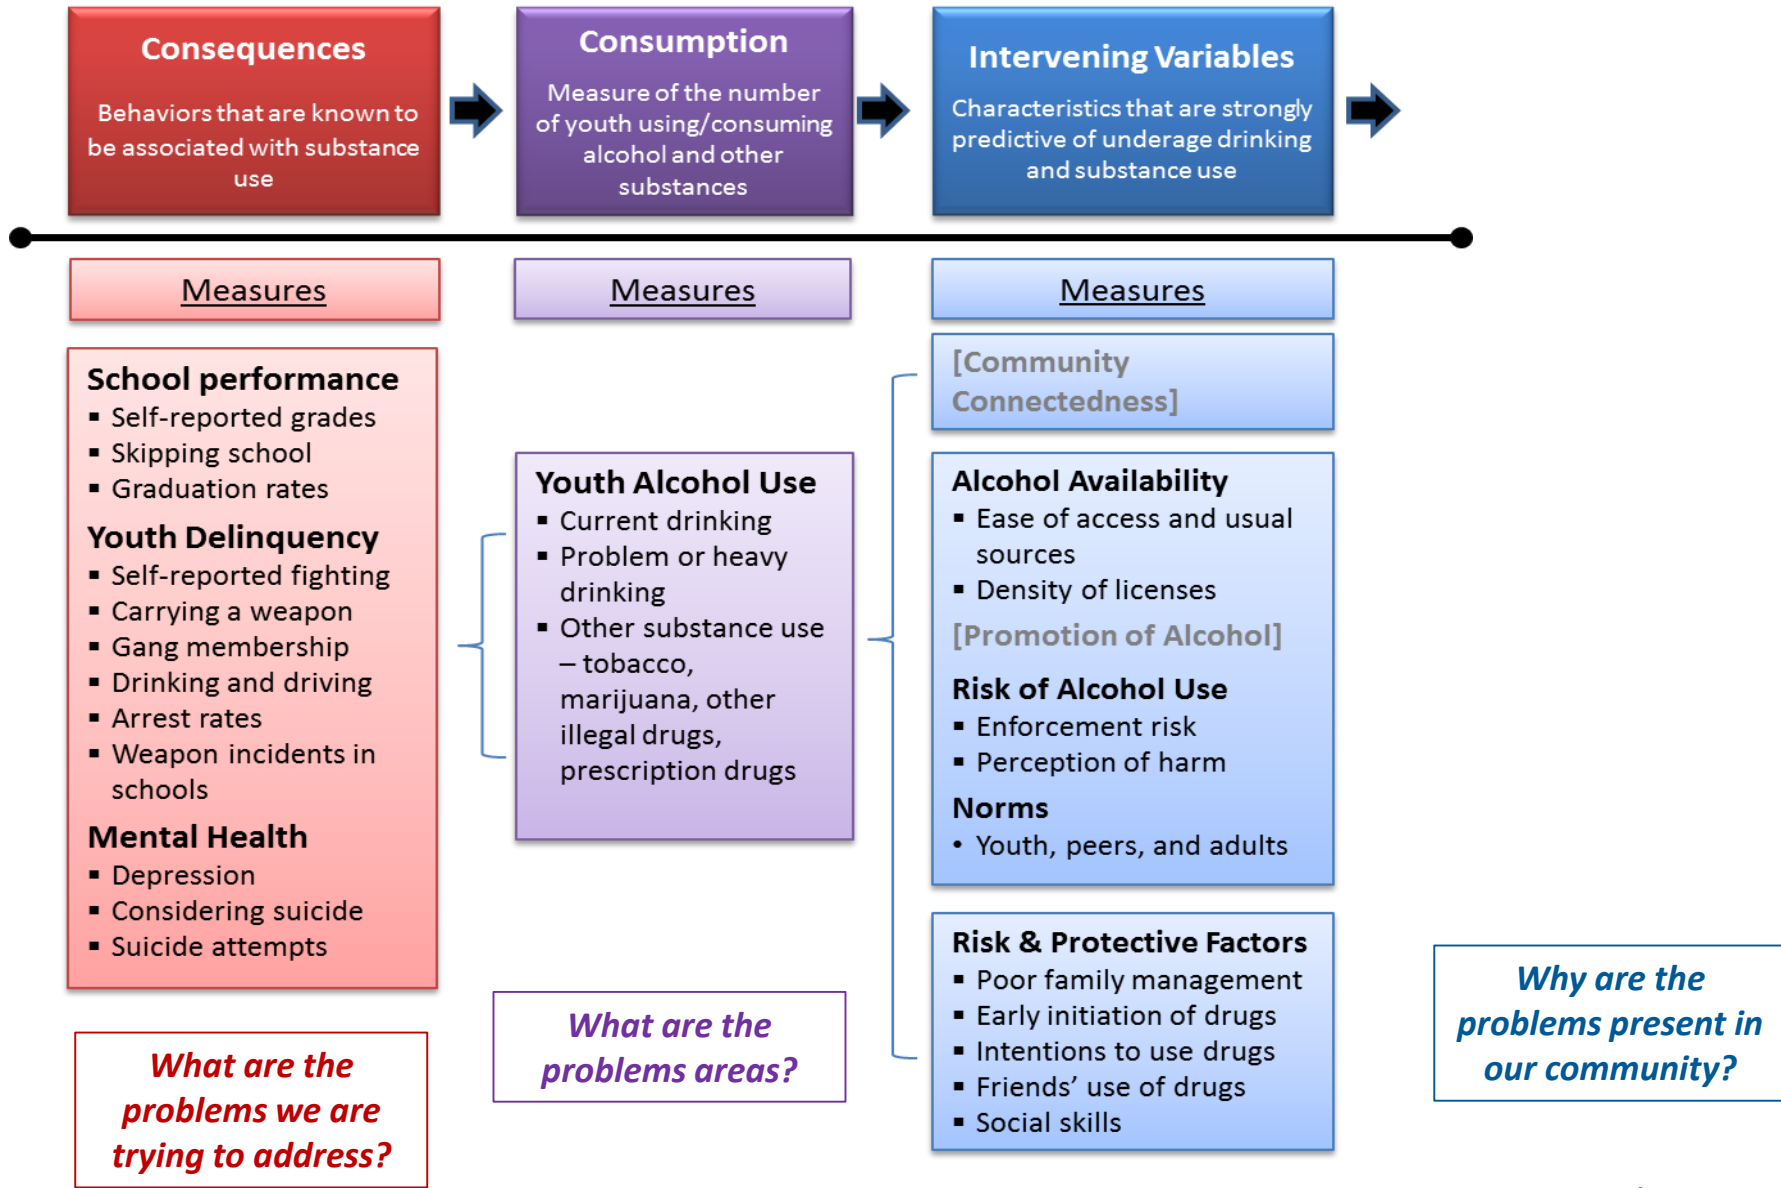 Consequences
Behaviors that are known to
be associated with substance
use
Consumption
Measure of the number
of youth using/consuming
alcohol and other
substances
Intervening Variables
Characteristics that are strongly
predictive of underage drinking
and substance use
Measures
School performance
▪ Self-reported grades
▪ Skipping school
▪ Graduation rates
Youth Delinquency
▪ Self-reported fighting
▪ Carrying a weapon
▪ Gang membership
▪ Drinking and driving
▪ Arrest rates
▪ Weapon incidents in
schools
Mental Health
▪ Depression
▪ Considering suicide
▪ Suicide attempts
What are the
problems we are
trying to address?
Measures
Youth Alcohol Use
▪ Current drinking
▪ Problem or heavy
drinking
▪ Other substance use
– tobacco,
marijuana, other
illegal drugs,
prescription drugs
What are the
problems areas?
Measures
[Community
Connectedness]
Alcohol Availability
▪ Ease of access and usual
sources
▪ Density of licenses
[Promotion of Alcohol]
Risk of Alcohol Use
▪ Enforcement risk
▪ Perception of harm
Norms
• Youth, peers, and adults
Risk & Protective Factors
▪ Poor family management
▪ Early initiation of drugs
▪ Intentions to use drugs
▪ Friends’ use of drugs
▪ Social skills
Why are the
problems present in
our community?